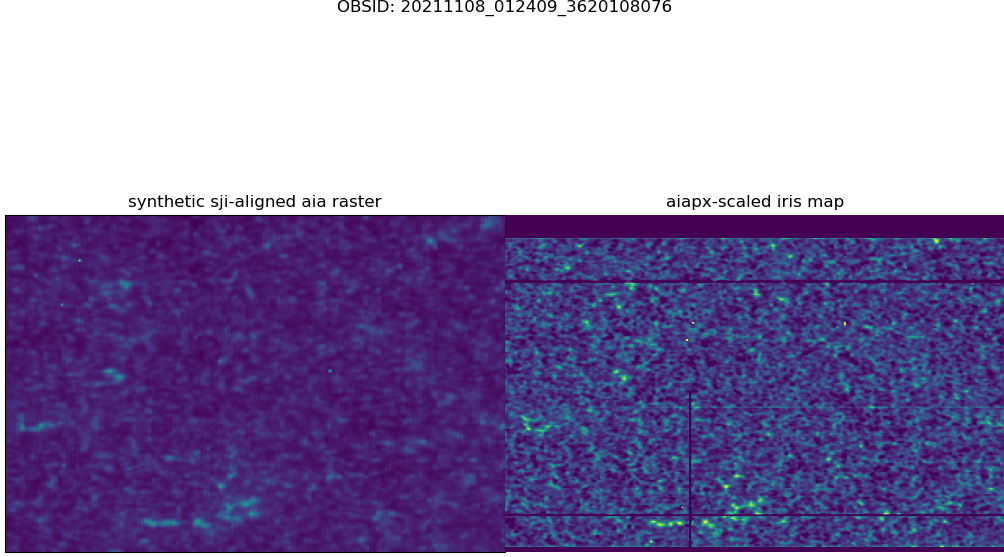 OBSID: 20211108_012409_3620108076
synthetic sji-aligned aia raster
aiapx-scaled iris map